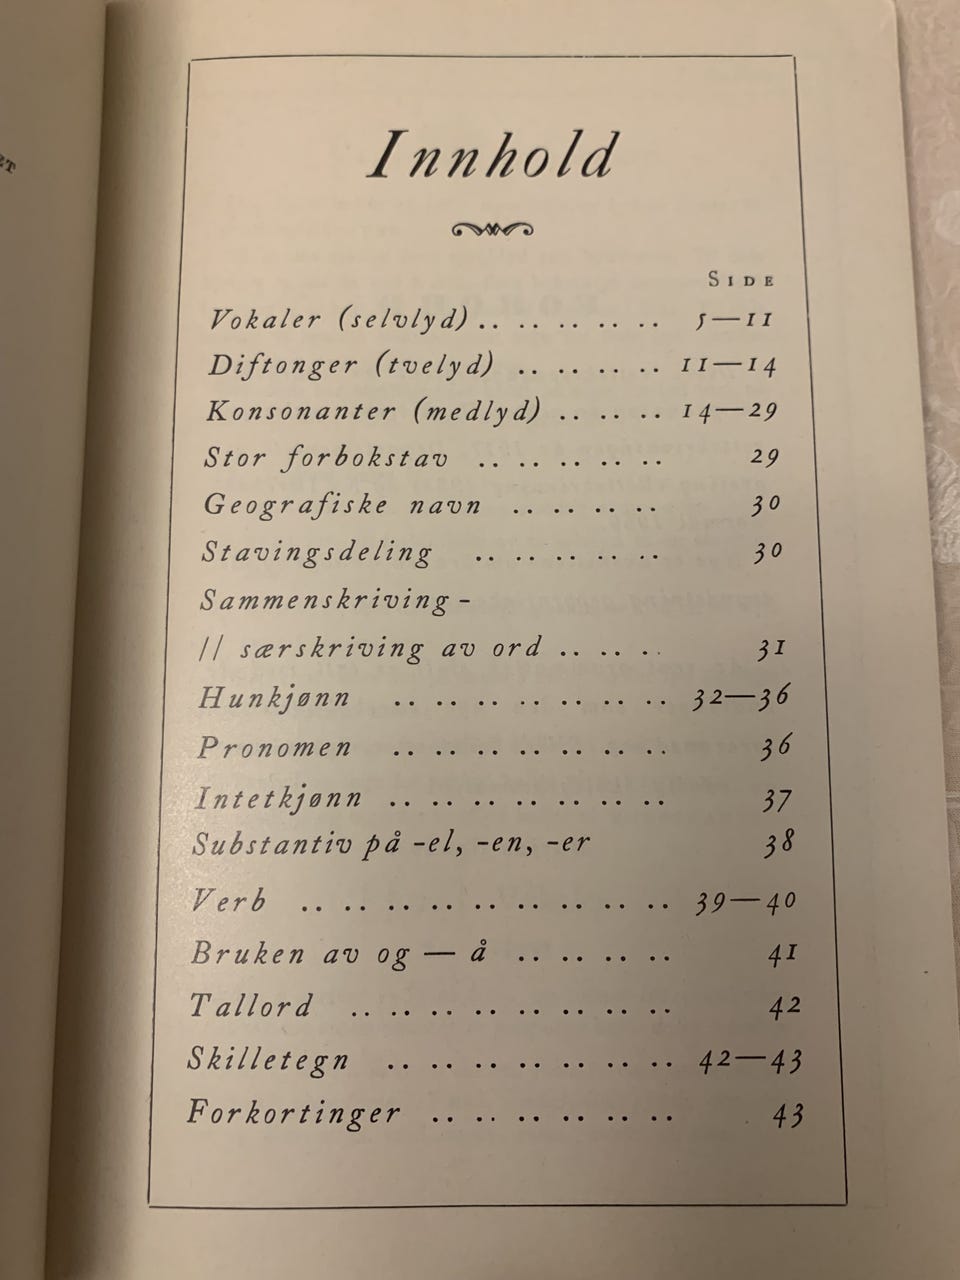 Innhold
SIDE
Vokaler (selvlyd) .. .. .. .. .. 5—11
Diftonger (tvelyd) .. .. .. .. 11—14
Konsonanter (medlyd) .. .. .. 14—29
Stor forbokstav .. .. .. .. .. 29
Geografiske navn .. .. .. .. 30
Stavingsdeling .. .. .. .. .. 30
Sammenskriving -
// særskriving av ord .. .. . 31
Hunkjønn .. .. .. .. .. .. .. 32—36
Pronomen .. .. .. .. .. .. .. 36
Intetkjønn .. .. .. .. .. .. .. 37
Substantiv på -el, -en, -er 38
Verb .. .. .. .. .. .. .. .. .. 39—40
Bruken av og — å .. .. .. .. 41
Tallord .. .. .. .. .. .. .. .. 42
Skilletegn .. .. .. .. .. .. .. 42—43
Forkortinger .. .. .. .. .. .. 43